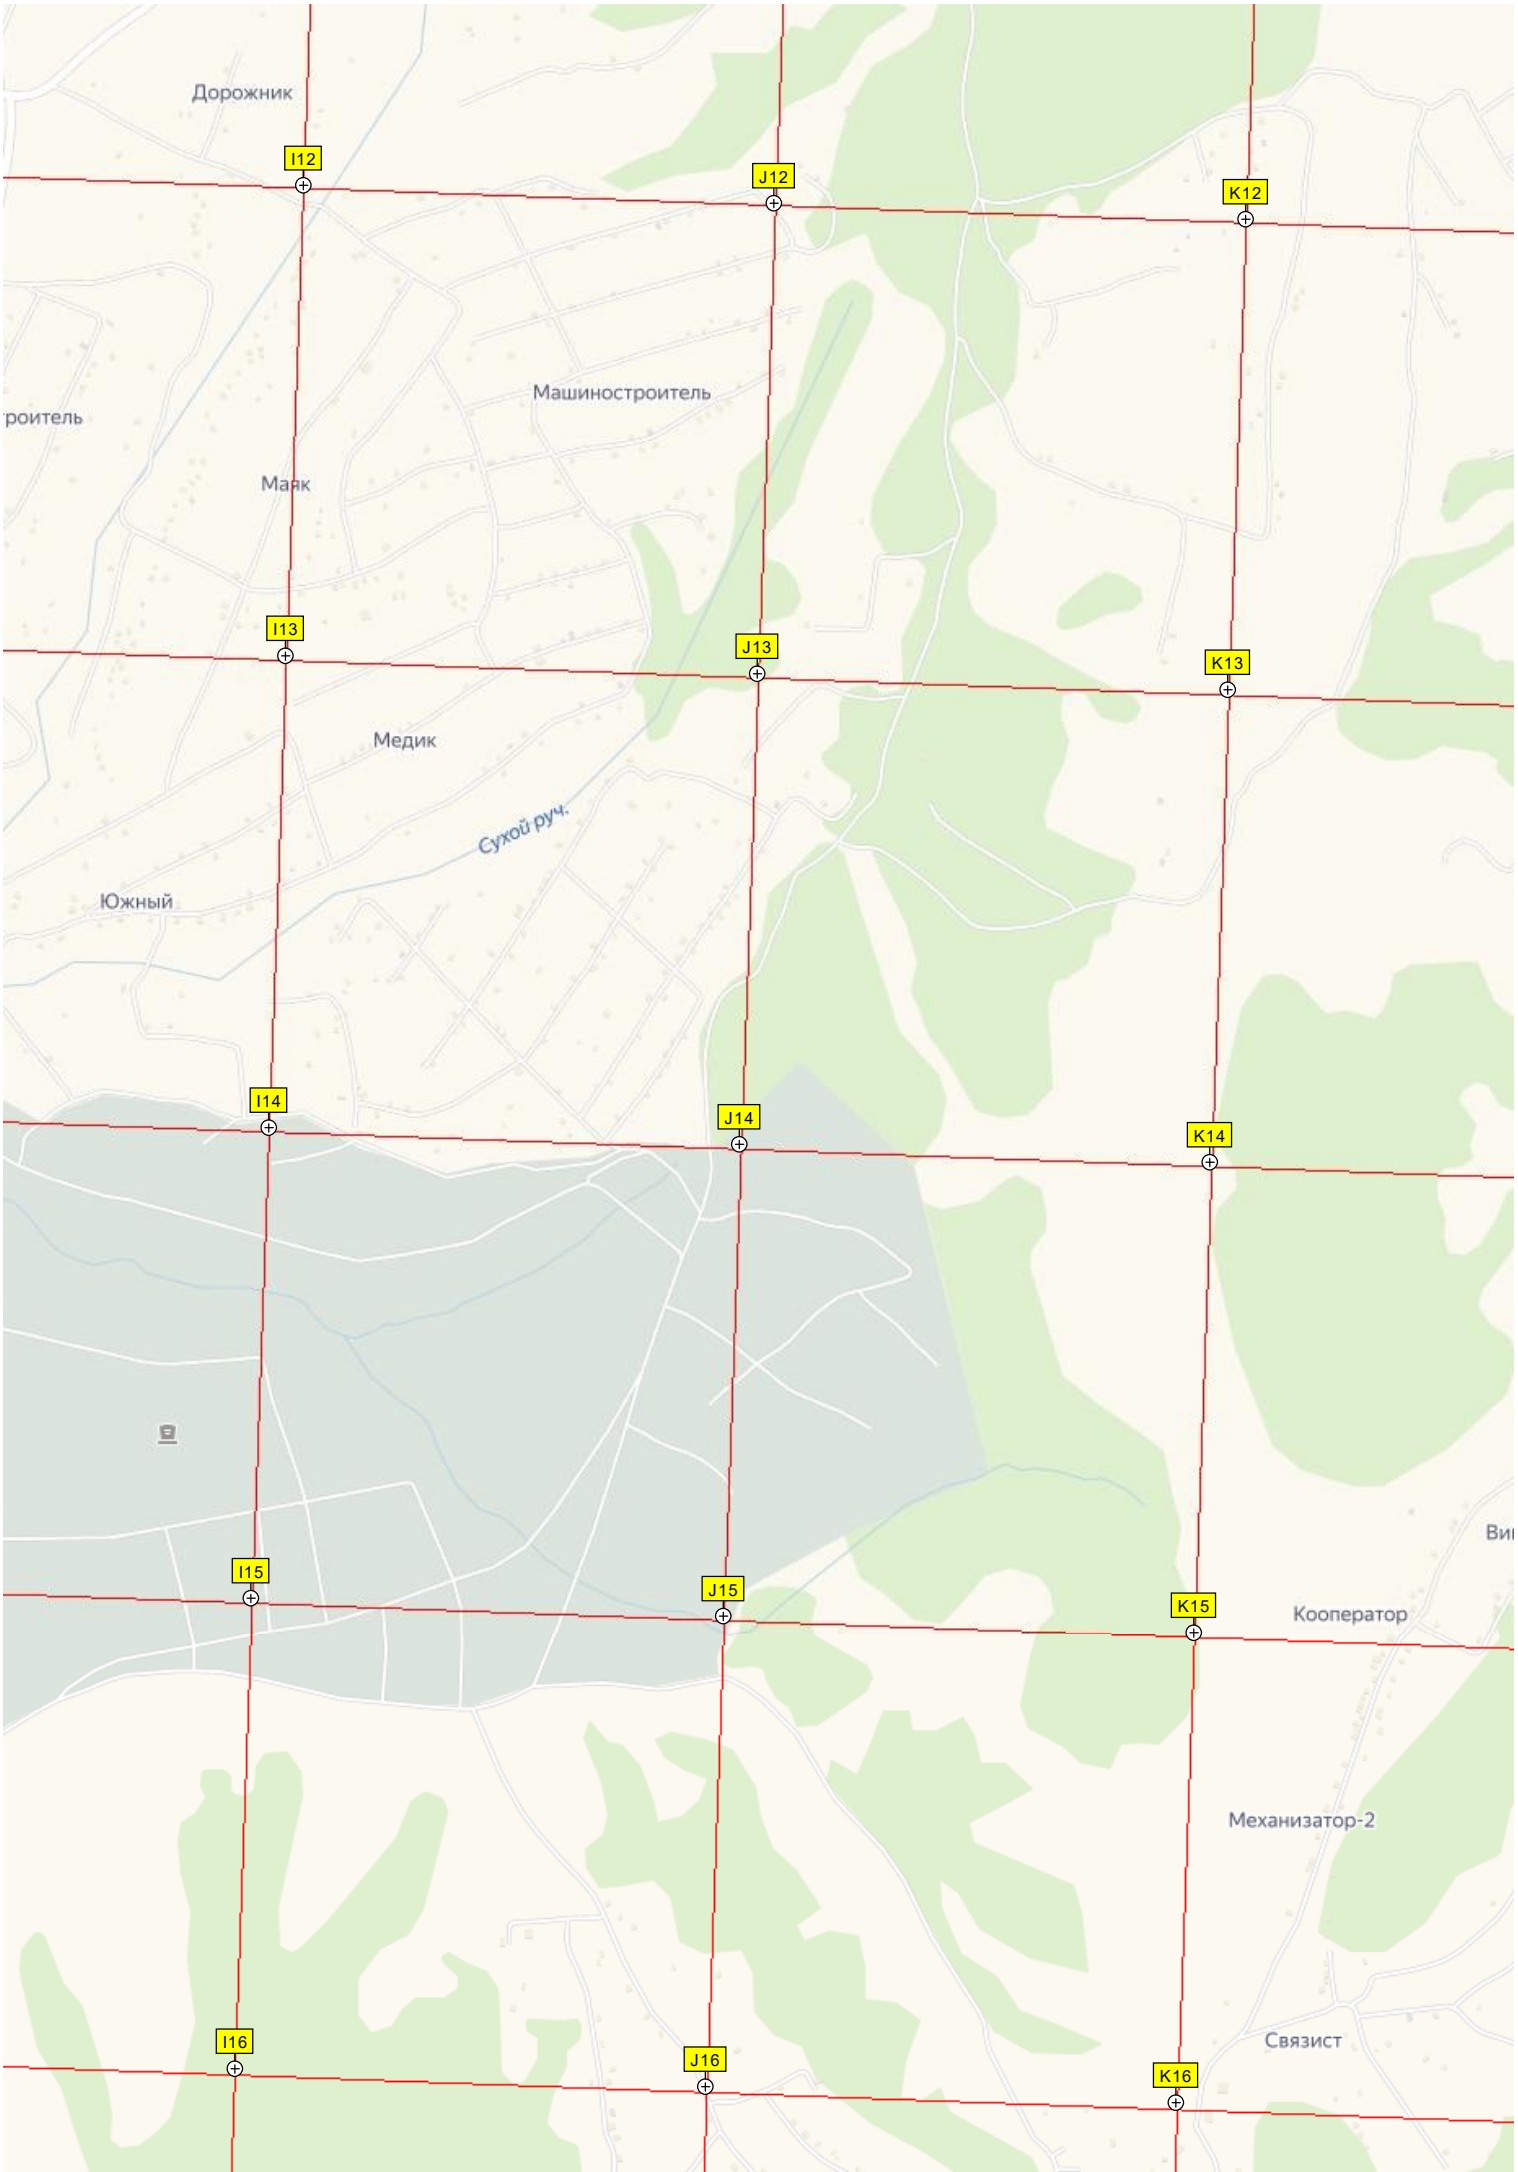 Дорожник
I12
J12
K12
Машиностроитель
роитель
Маяк
I13
J13
K13
Медик
Сухой руч.
Южный
I14
J14
K14
I15
J15
K15
Ви
Кооператор
Механизатор-2
I16
J16
K16
Связист